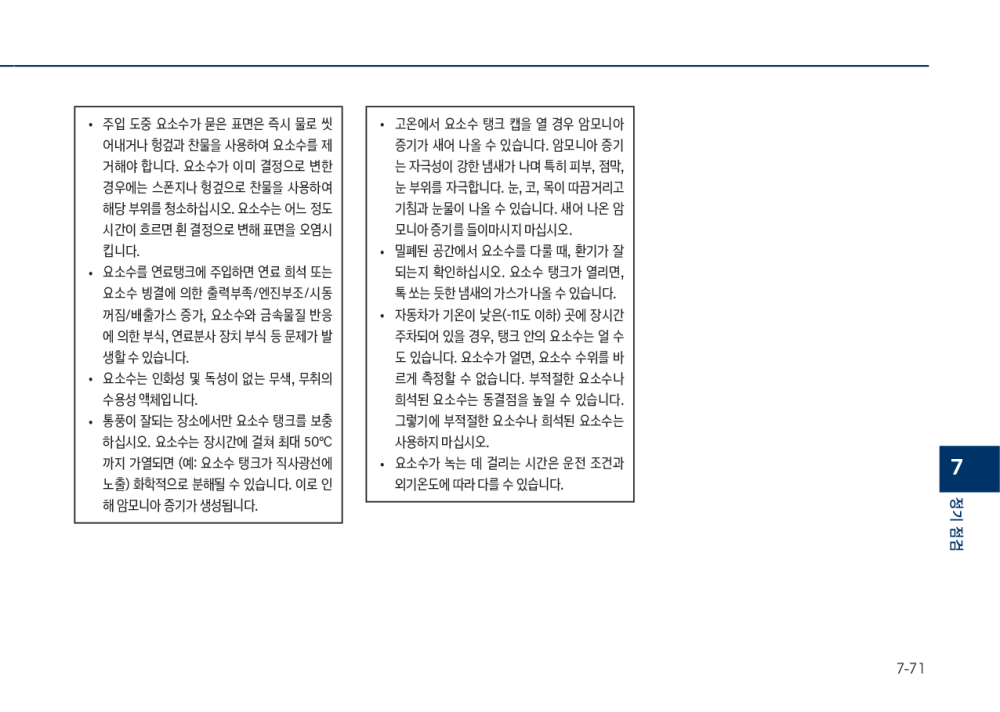 • 주입 도중 요소수가 묻은 표면은 즉시 물로 씻
어내거나 헝겊과 찬물을 사용하여 요소수를 제
거해야 합니다. 요소수가 이미 결정으로 변한
경우에는 스폰지나 헝겊으로 찬물을 사용하여
해당 부위를 청소하십시오. 요소수는 어느 정도
시간이 흐르면 흰 결정으로 변해 표면을 오염시
킵니다.
• 요소수를 연료탱크에 주입하면 연료 희석 또는
요소수 빙결에 의한 출력부족/엔진부조/시동
꺼짐/배출가스 증가, 요소수와 금속물질 반응
에 의한 부식, 연료분사 장치 부식 등 문제가 발
생할 수 있습니다.
• 요소수는 인화성 및 독성이 없는 무색, 무취의
수용성 액체입니다.
• 통풍이 잘되는 장소에서만 요소수 탱크를 보충
하십시오. 요소수는 장시간에 걸쳐 최대 50℃
까지 가열되면 (예: 요소수 탱크가 직사광선에
노출) 화학적으로 분해될 수 있습니다. 이로 인
해 암모니아 증기가 생성됩니다.
• 고온에서 요소수 탱크 캡을 열 경우 암모니아
증기가 새어 나올 수 있습니다. 암모니아 증기
는 자극성이 강한 냄새가 나며 특히 피부, 점막,
눈 부위를 자극합니다. 눈, 코, 목이 따끔거리고
기침과 눈물이 나올 수 있습니다. 새어 나온 암
모니아 증기를 들이마시지 마십시오.
• 밀폐된 공간에서 요소수를 다룰 때, 환기가 잘
되는지 확인하십시오. 요소수 탱크가 열리면,
톡 쏘는 듯한 냄새의 가스가 나올 수 있습니다.
• 자동차가 기온이 낮은(-11도 이하) 곳에 장시간
주차되어 있을 경우, 탱크 안의 요소수는 얼 수
도 있습니다. 요소수가 얼면, 요소수 수위를 바
르게 측정할 수 없습니다. 부적절한 요소수나
희석된 요소수는 동결점을 높일 수 있습니다.
그렇기에 부적절한 요소수나 희석된 요소수는
사용하지 마십시오.
• 요소수가 녹는 데 걸리는 시간은 운전 조건과
외기온도에 따라 다를 수 있습니다.
7
정기 점검
7-71